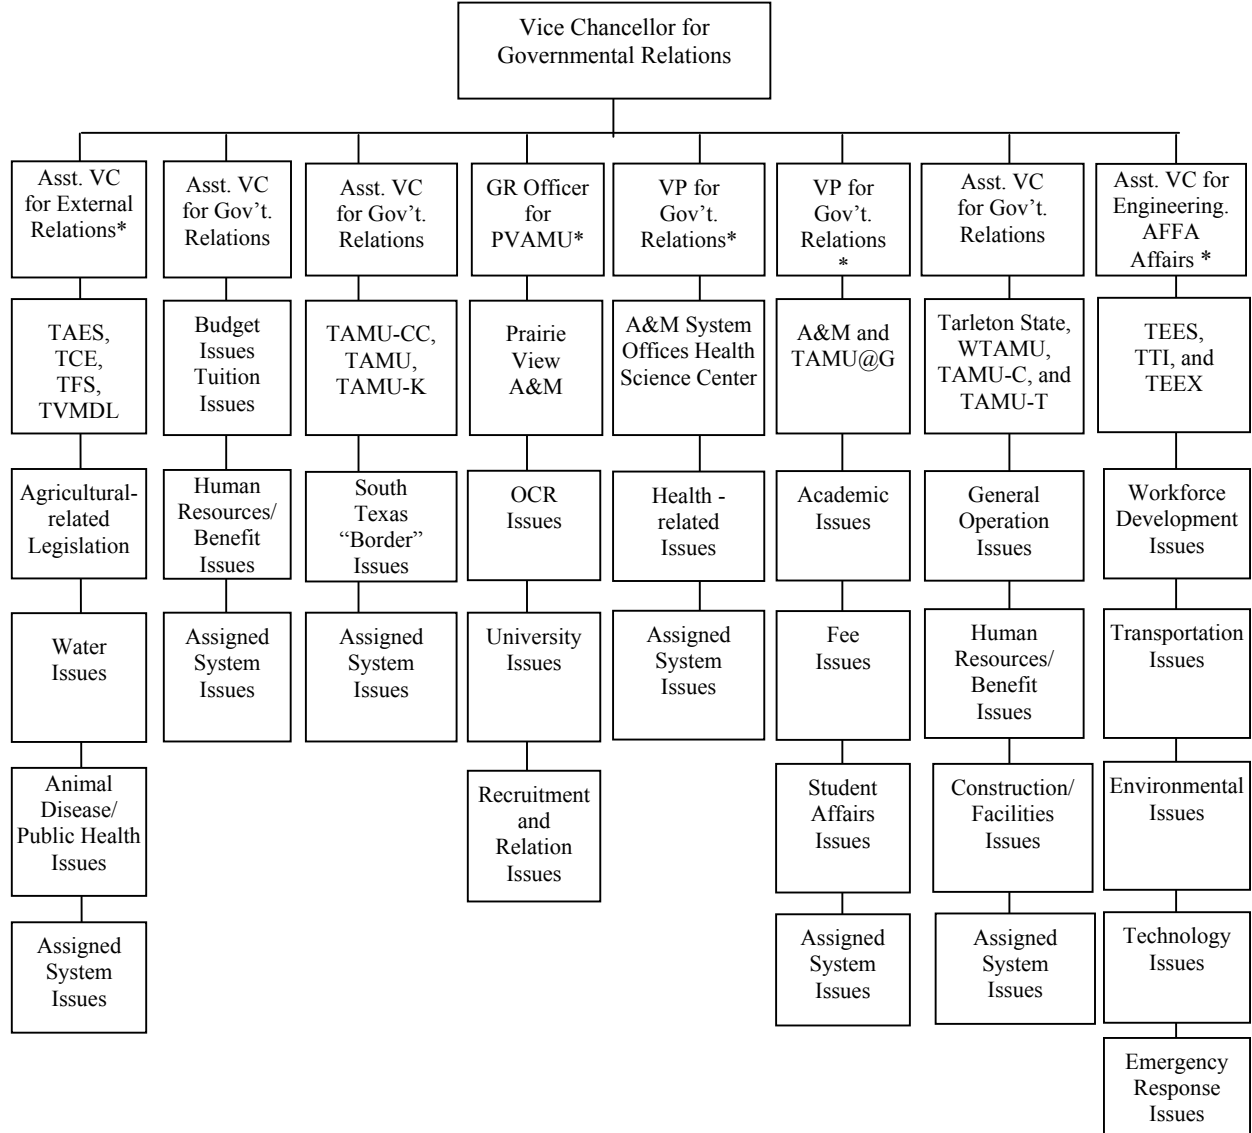 Vice Chancellor for
Governmental Relations
Asst. VC
for External
Relations*
Asst. VC
for Gov’t.
Relations
Asst. VC
for Gov’t.
Relations
GR Officer
for
PVAMU*
VP for
Gov’t.
Relations*
VP for
Gov’t.
Relations
*
Asst. VC
for Gov’t.
Relations
Asst. VC for
Engineering.
AFFA
Affairs *
TAES,
TCE,
TFS,
TVMDL
Budget
Issues
Tuition
Issues
TAMU-CC,
TAMU,
TAMU-K
Prairie
View
A&M
A&M System
Offices Health
Science Center
A&M and
TAMU@G
Tarleton State,
WTAMU,
TAMU-C, and
TAMU-T
TEES,
TTI, and
TEEX
Agricultural-
related
Legislation
Human
Resources/
Benefit
Issues
South
Texas
“Border”
Issues
OCR
Issues
Health -
related
Issues
Academic
Issues
General
Operation
Issues
Workforce
Development
Issues
Water
Issues
Assigned
System
Issues
Assigned
System
Issues
University
Issues
Assigned
System
Issues
Fee
Issues
Human
Resources/
Benefit
Issues
Transportation
Issues
Animal
Disease/
Public Health
Issues
Recruitment
and
Relation
Issues
Student
Affairs
Issues
Construction/
Facilities
Issues
Environmental
Issues
Assigned
System
Issues
Assigned
System
Issues
Assigned
System
Issues
Technology
Issues
Emergency
Response
Issues